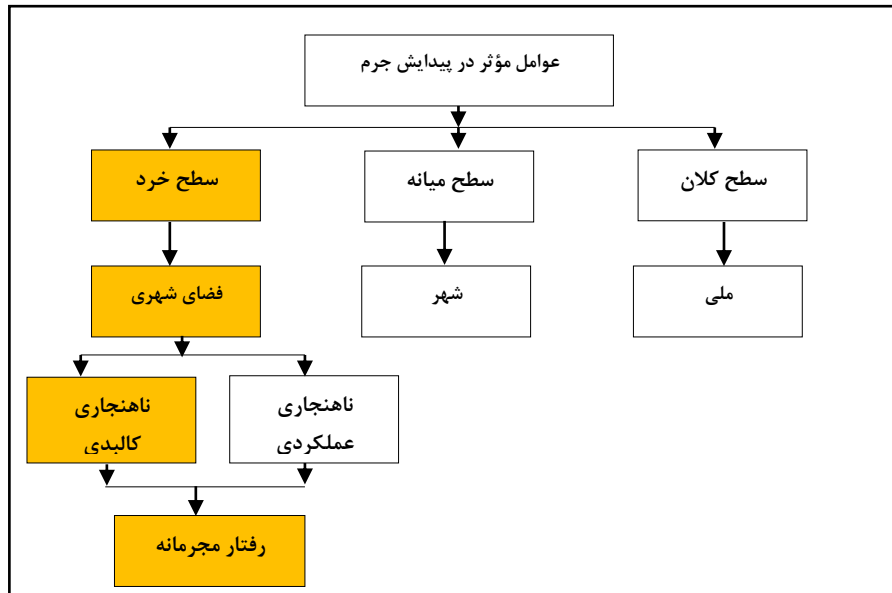 عوامل مؤثر در پیدایش جرم
سطح کلان
سطح میانه
سطح خرد
ملی
شهر
فضای شهری
ناهنجاری
عملکردی
ناهنجاری
کالبدی
رفتار مجرمانه